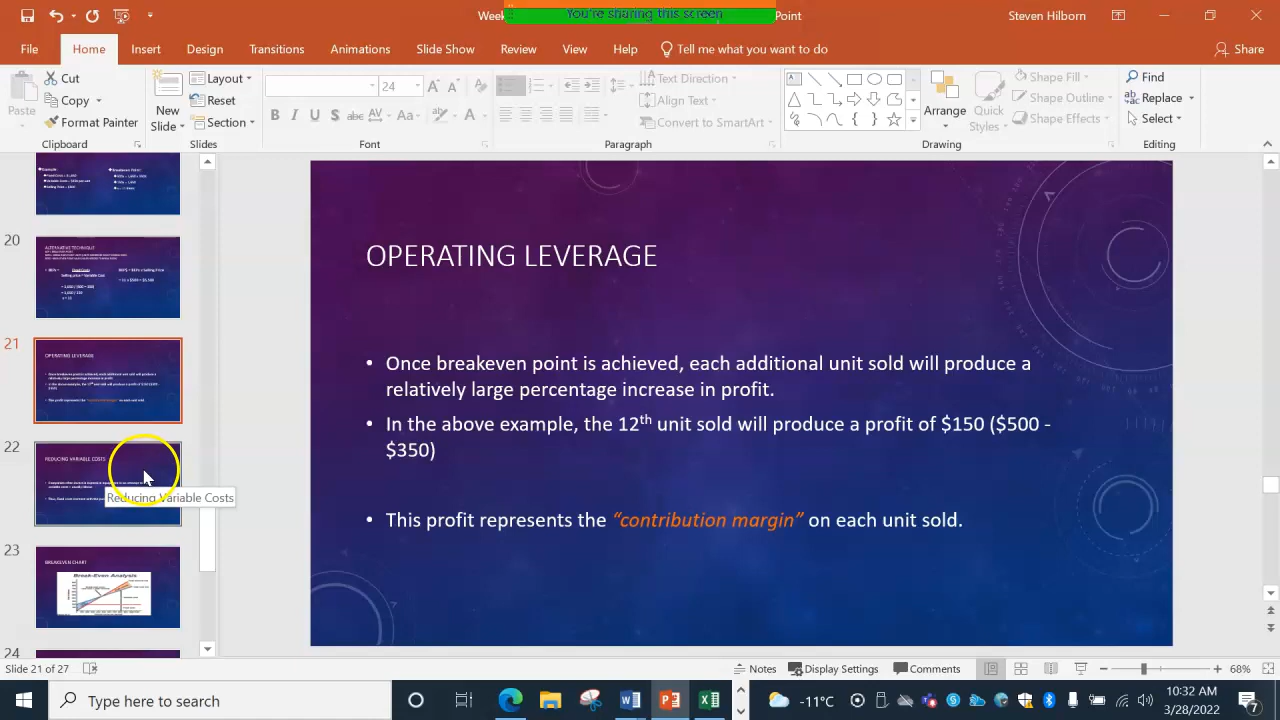 Week
You're sharing this screen
Point
Steven Hilborn
File
Home
Insert
Design
Transitions
Animations
Slide Show
Review
View
Help
Tell me what you want to do
Share
Paste
Cut
Copy
Format Painter
Clipboard
New
Slide
Layout
Reset
Section
Slides
24
B I U S abc AV Aa A
Font
Text Direction
Align Text
Convert to SmartArt
Paragraph
Arrange
Quick
Styles
Shape Fill
Shape Outline
Shape Effects
Drawing
Find
Replace
Select
Editing
20
ALTERNATIVE TECHNIQUE
21
OPERATING LEVERAGE
22
REDUCING VARIABLE COSTS
Reducing Variable Costs
23
BREAKEVEN CHART
Break-Even Analysis
24
OPERATING LEVERAGE
• Once breakeven point is achieved, each additional unit sold will produce a
relatively large percentage increase in profit.
• In the above example, the 12th unit sold will produce a profit of $150 ($500 -
$350)
• This profit represents the “contribution margin” on each unit sold.
Slide 21 of 27
Notes
Display Settings
Comments
68%
Type here to search
-11°C
10:32 AM
3/28/2022
7